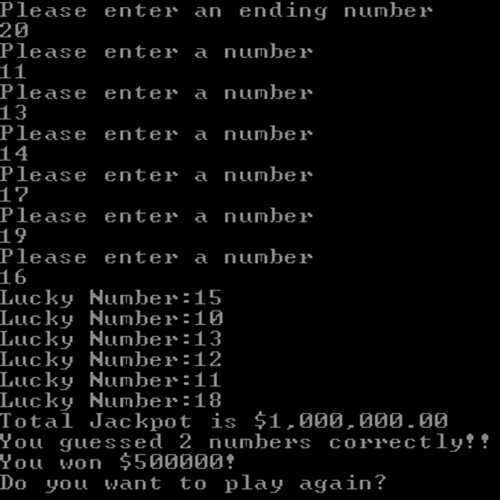 Please enter an ending number
20
Please enter a number
11
Please enter a number
13
Please enter a number
14
Please enter a number
17
Please enter a number
19
Please enter a number
16
Lucky Number:15
Lucky Number:10
Lucky Number:13
Lucky Number:12
Lucky Number:11
Lucky Number:18
Total Jackpot is $1,000,000.00
You guessed 2 numbers correctly!!
You won $500000!
Do you want to play again?